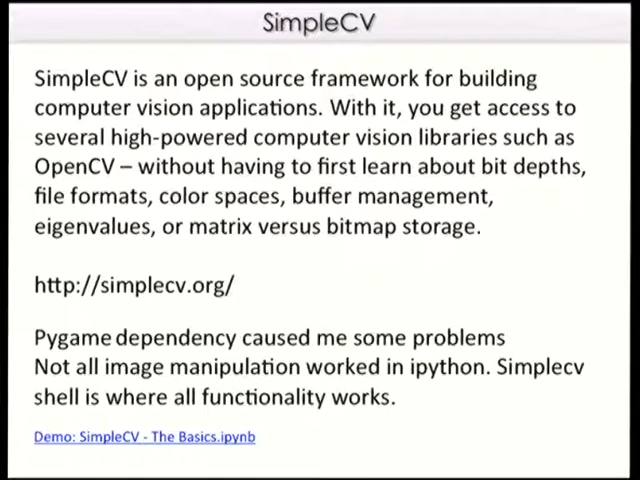 SimpleCV
SimpleCV is an open source framework for building
computer vision applications. With it, you get access to
several high-powered computer vision libraries such as
OpenCV – without having to first learn about bit depths,
file formats, color spaces, buffer management,
eigenvalues, or matrix versus bitmap storage.
http://simplecv.org/
Pygame dependency caused me some problems
Not all image manipulation worked in ipython. Simplecv
shell is where all functionality works.
Demo: SimpleCV - The Basics.ipynb